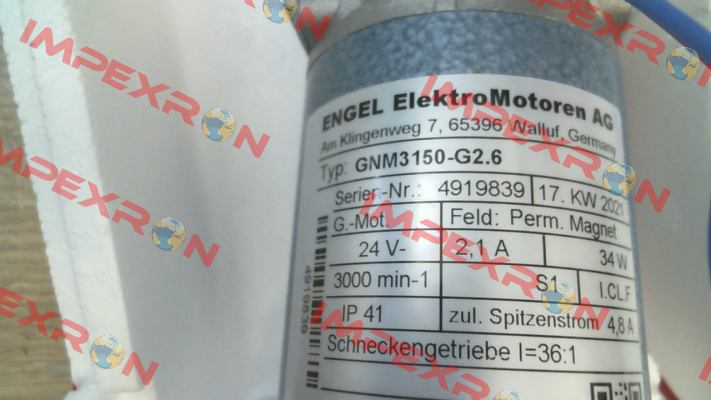 ENGEL ElektroMotoren AG
Am Klingenweg 7, 65396 Walluf, Germany
Typ: GNM3150-G2.6
Serien-Nr.: 4919839 17. KW 2021
G.-Mot. Feld: Perm. Magnet
24 V- 2,1 A 34 W
3000 min-1 S1 I.CL.F
IP 41 zul. Spitzenstrom 4,8 A
Schneckengetriebe I=36:1
4919839
IMPEXRON
IMPEXRON
IMPEXRON
IMPEXRON
IMPEXRON